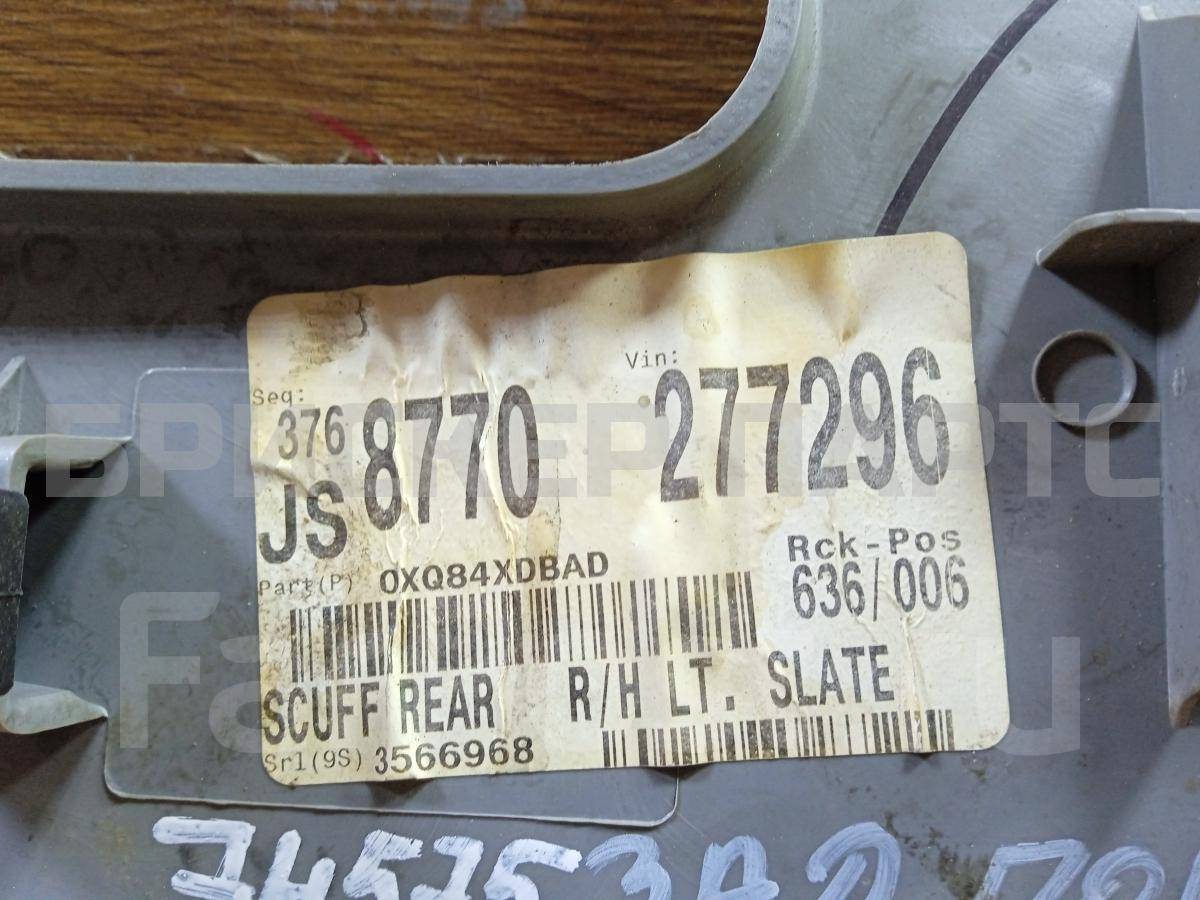 Seq:
Vin:
376
8770
277296
JS
Rck-Pos
Part(P) 0XQ84XDBAD
636/006
SCUFF REAR R/H LT. SLATE
Srl(9S) 3566968